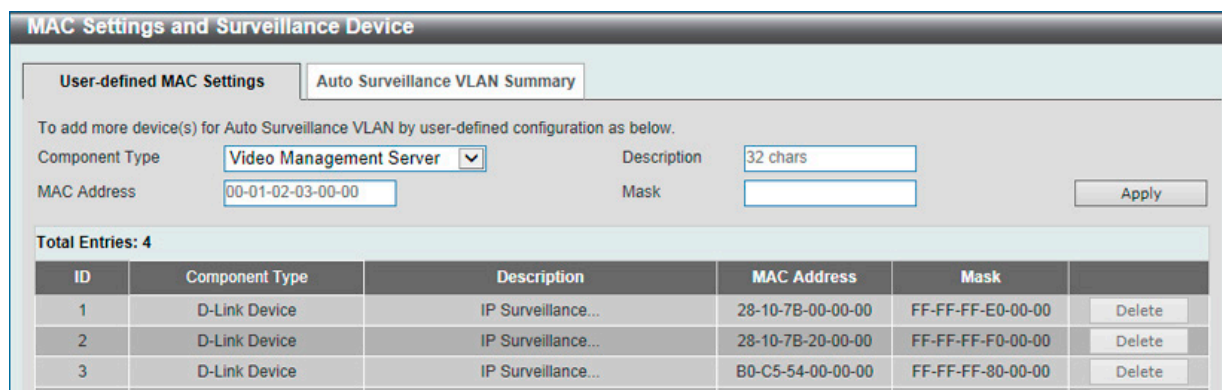 MAC Settings and Surveillance Device
User-defined MAC Settings Auto Surveillance VLAN Summary
To add more device(s) for Auto Surveillance VLAN by user-defined configuration as below.
Component Type Video Management Server Description 32 chars
MAC Address 00-01-02-03-00-00 Mask Apply
Total Entries: 4
ID Component Type Description MAC Address Mask
1 D-Link Device IP Surveillance... 28-10-7B-00-00-00 FF-FF-FF-E0-00-00 Delete
2 D-Link Device IP Surveillance... 28-10-7B-20-00-00 FF-FF-FF-F0-00-00 Delete
3 D-Link Device IP Surveillance... B0-C5-54-00-00-00 FF-FF-FF-80-00-00 Delete